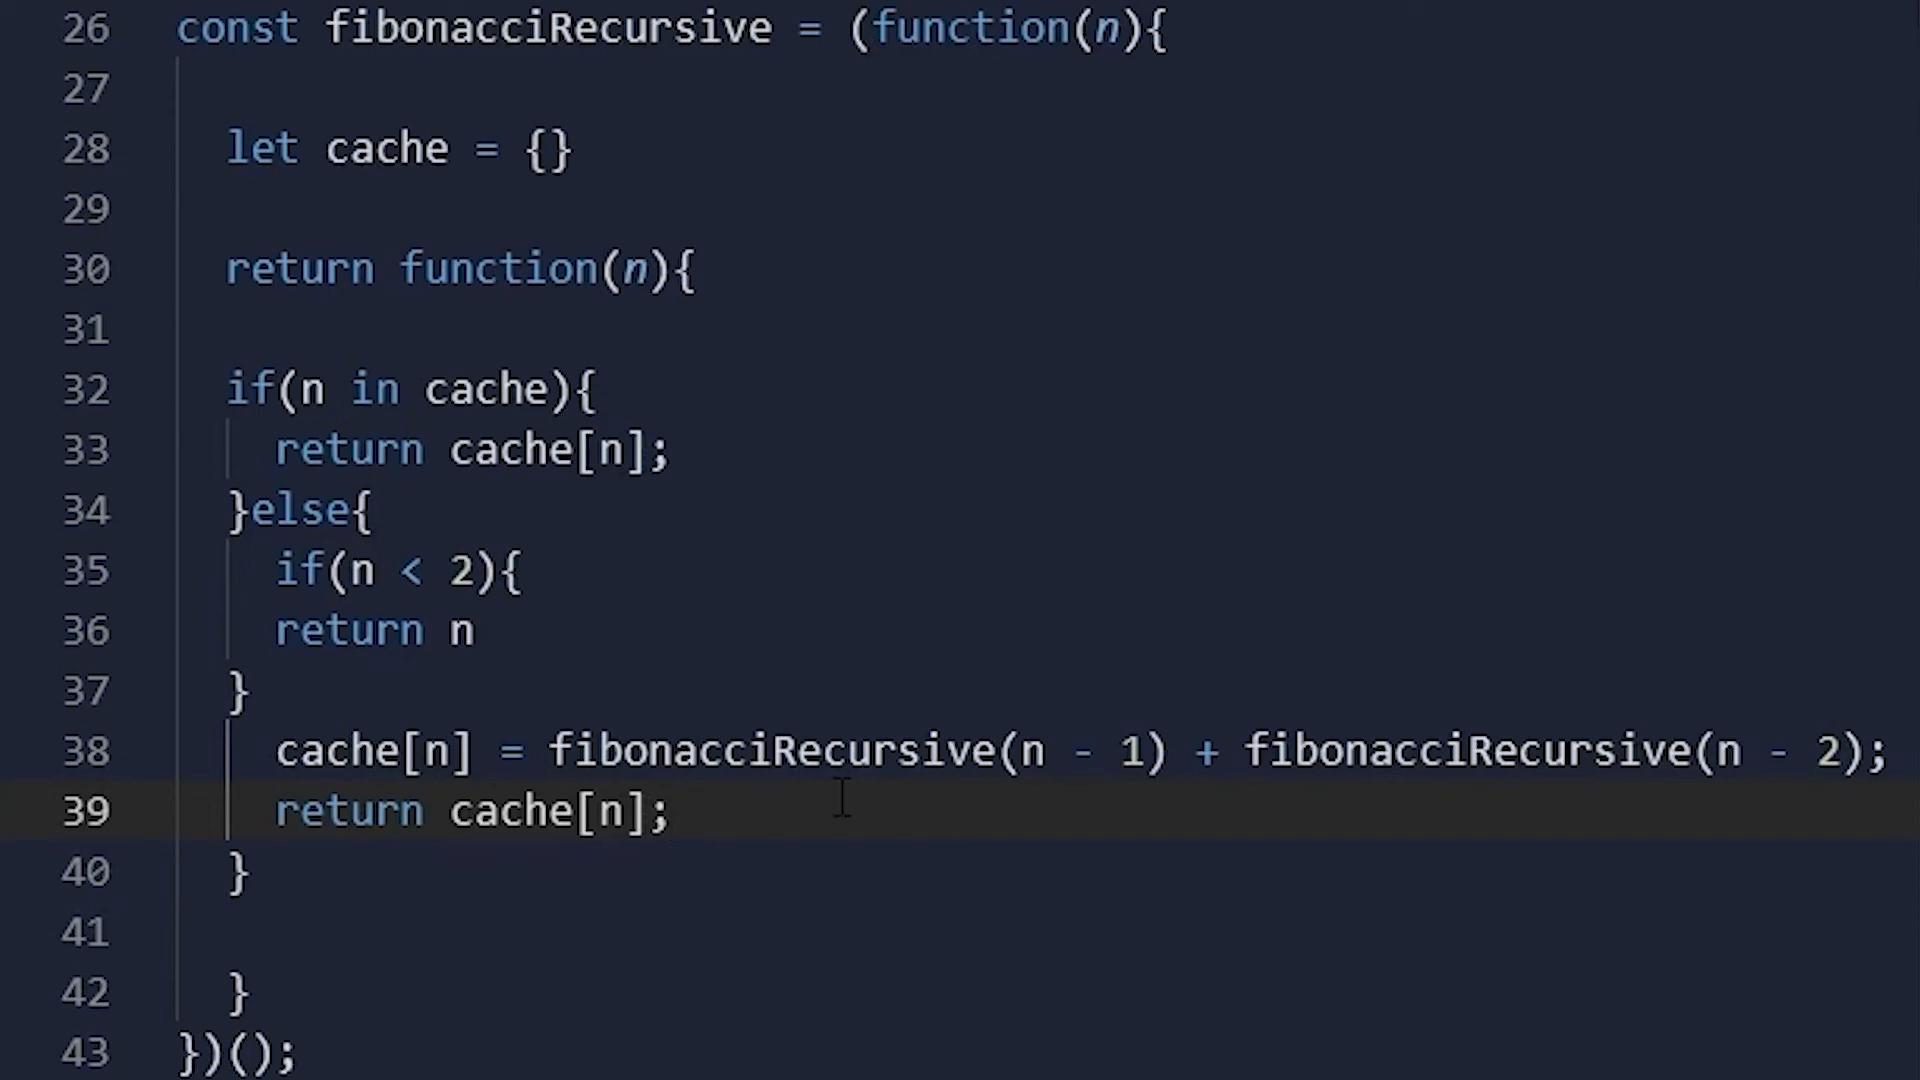 26 const fibonacciRecursive = (function(n){
27
28 let cache = {}
29
30 return function(n){
31
32 if(n in cache){
33 return cache[n];
34 }else{
35 if(n < 2){
36 return n
37 }
38 cache[n] = fibonacciRecursive(n - 1) + fibonacciRecursive(n - 2);
39 return cache[n];
40 }
41
42 }
43 })();